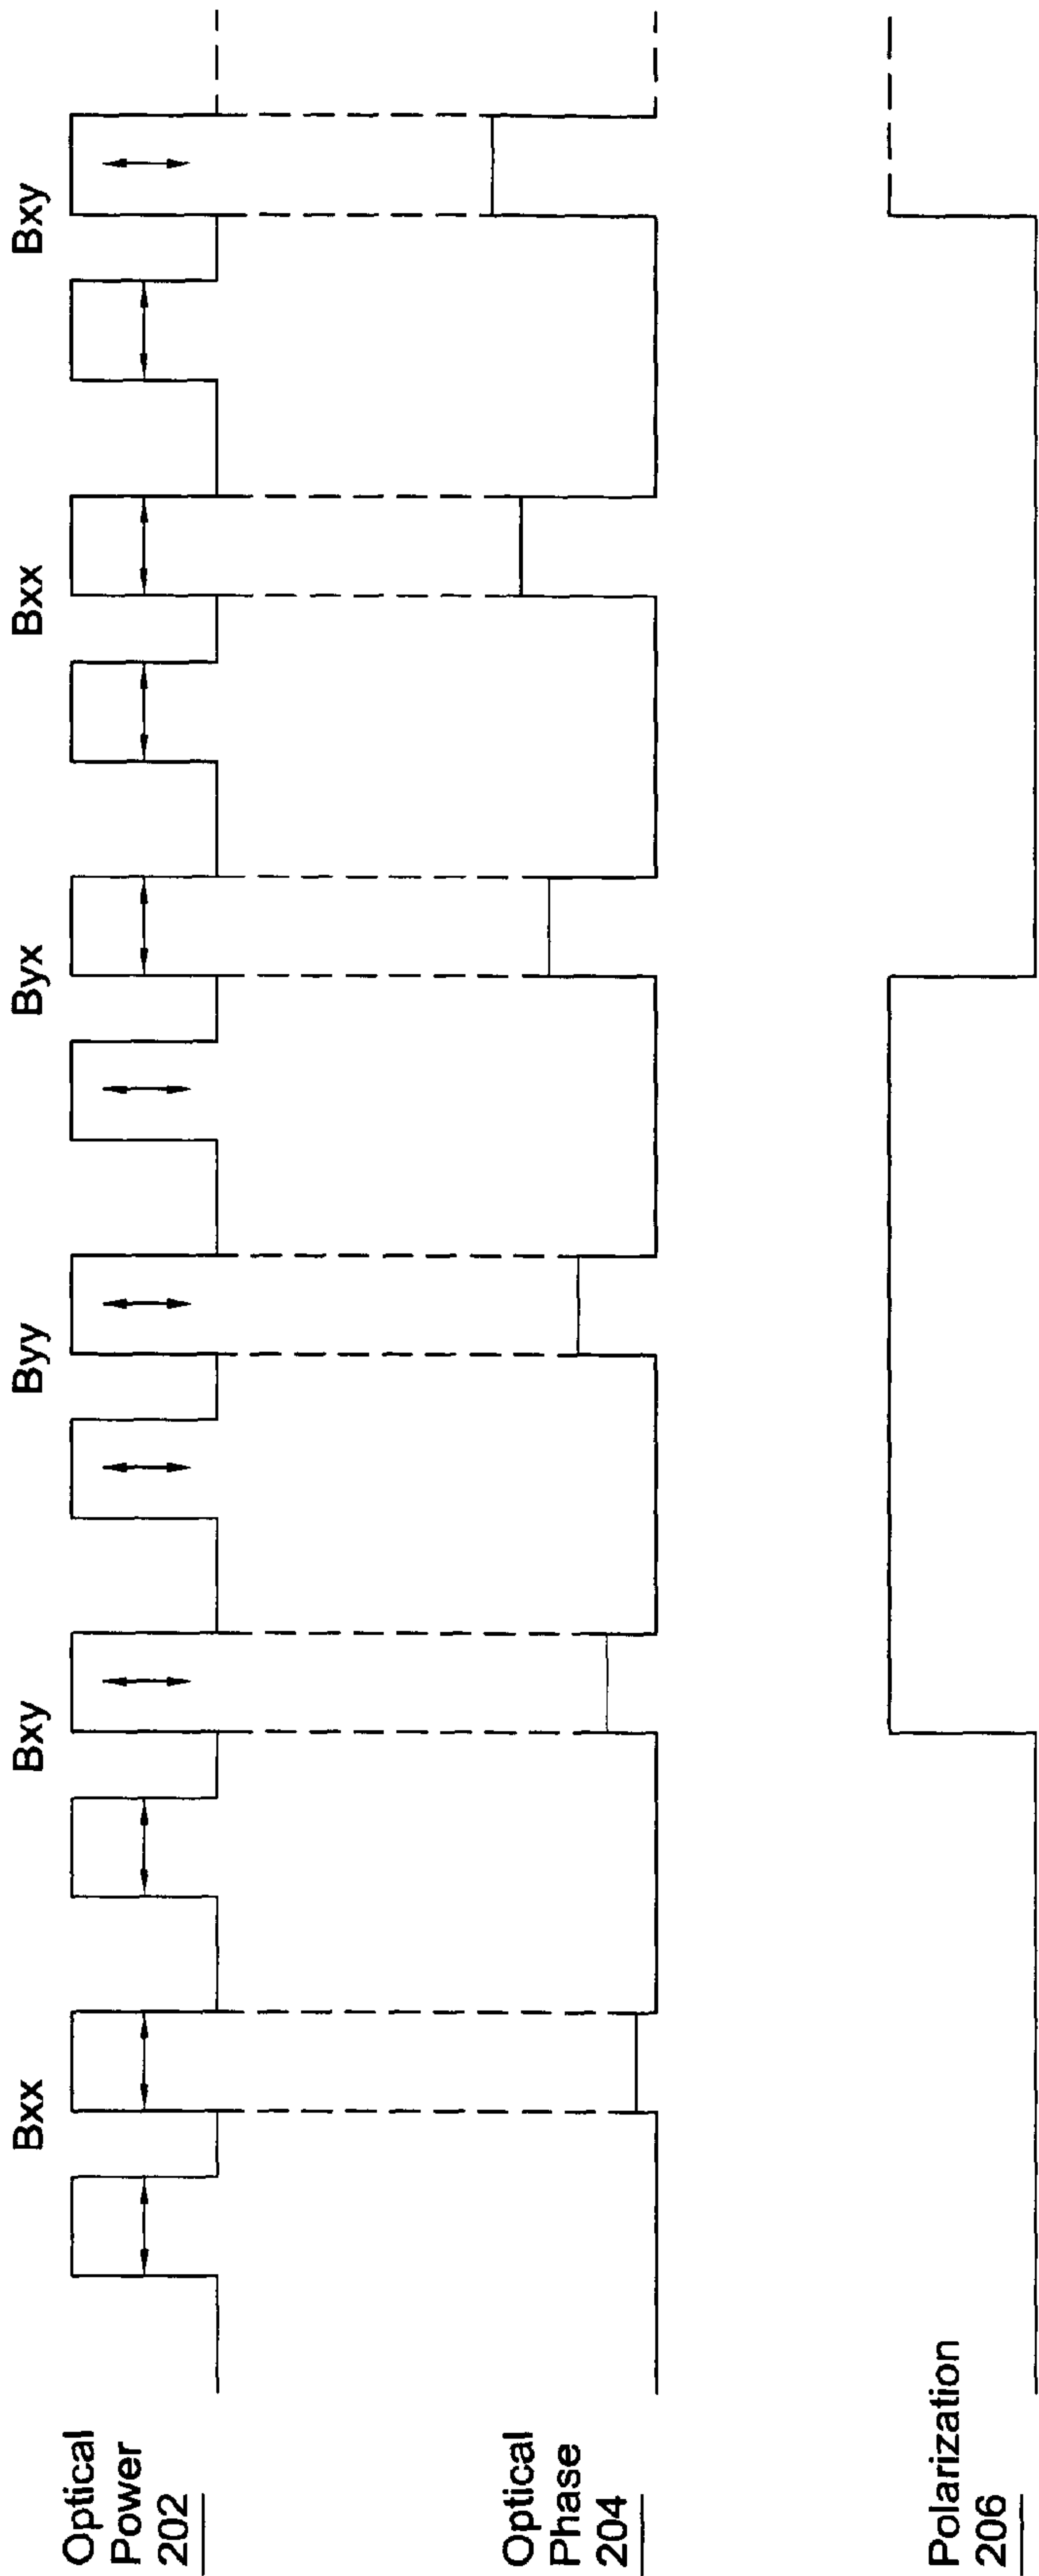 Bxx
Bxy
Byy
Byx
Bxx
Bxy
Optical
Power
202
Optical
Phase
204
Polarization
206